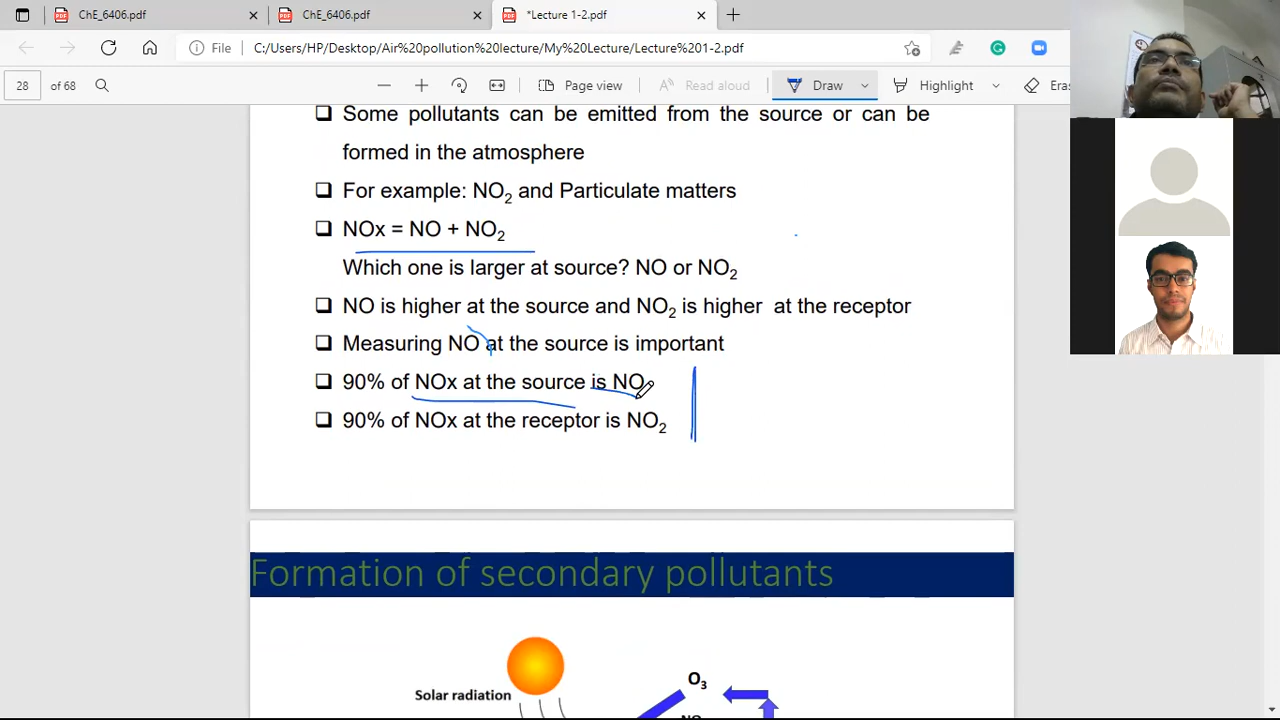 ChE_6406.pdf
ChE_6406.pdf
*Lecture 1-2.pdf
File
C:/Users/HP/Desktop/Air%20pollution%20lecture/My%20Lecture/Lecture%201-2.pdf
28 of 68
Page view
Read aloud
Draw
Highlight
Eras
Some pollutants can be emitted from the source or can be
formed in the atmosphere
For example: NO₂ and Particulate matters
NOx = NO + NO₂
Which one is larger at source? NO or NO₂
NO is higher at the source and NO₂ is higher at the receptor
Measuring NO at the source is important
90% of NOx at the source is NO
90% of NOx at the receptor is NO₂
Formation of secondary pollutants
Solar radiation
O₃